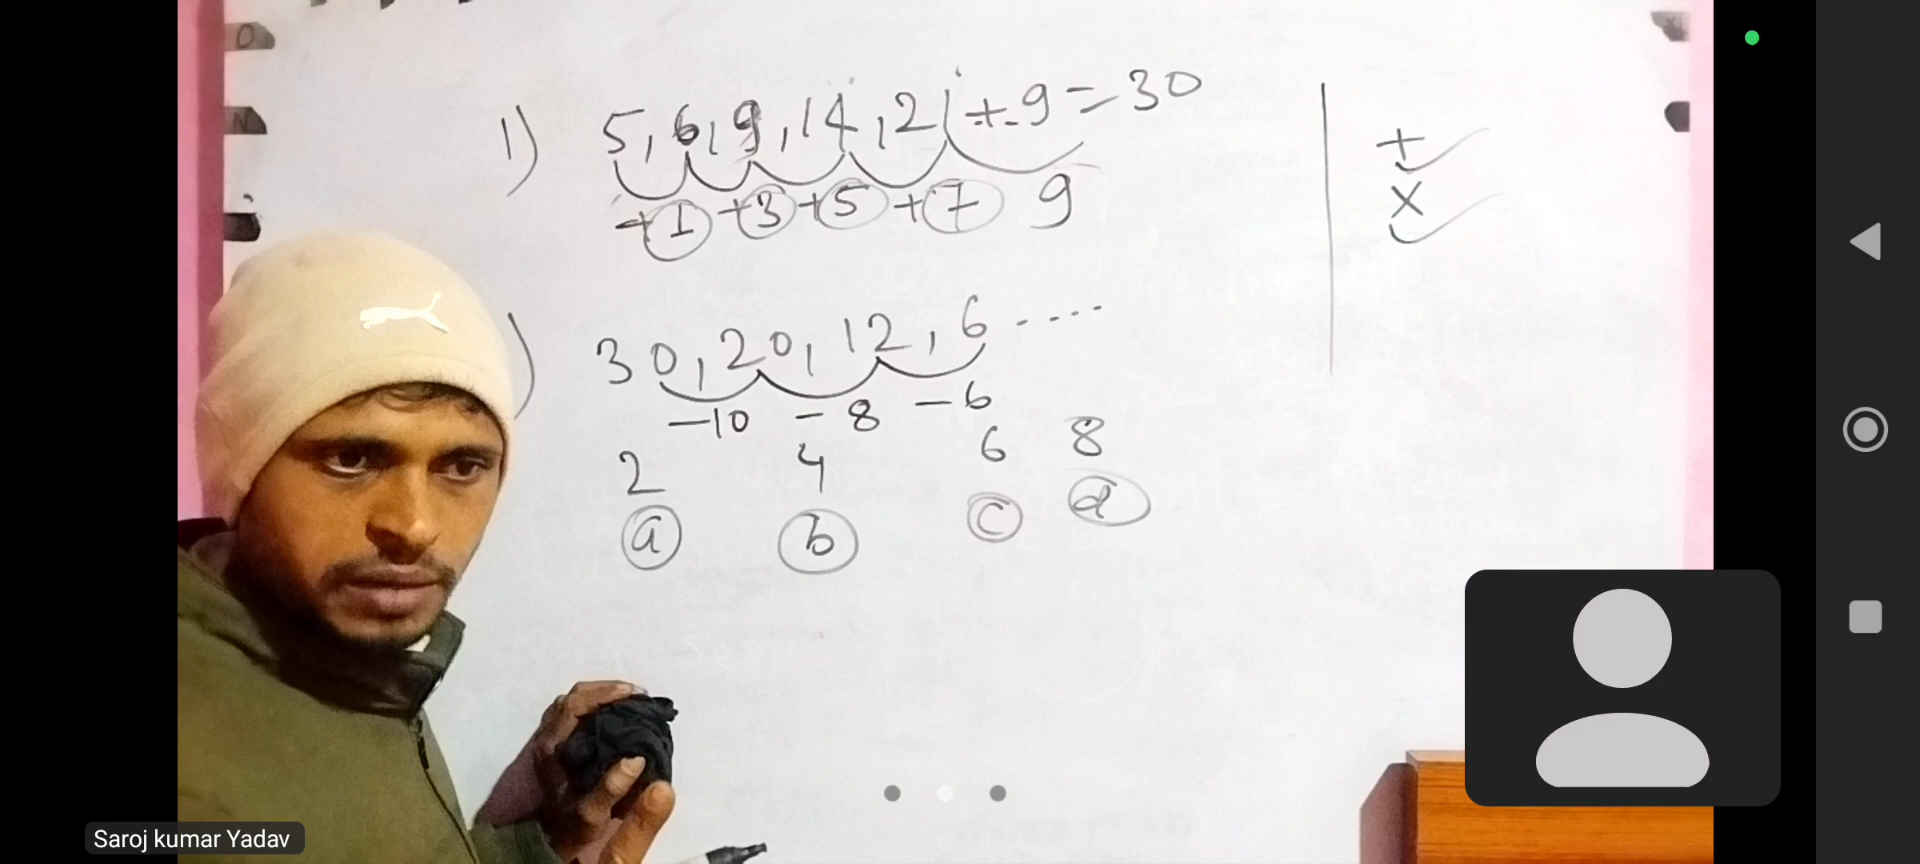 1) 5, 6, 9, 14, 21 + 9 = 30
+1 +3 +5 +7 9
+
×
) 30, 20, 12, 6 ....
-10 -8 -6
2 4 6 8
a b c d
Saroj kumar Yadav